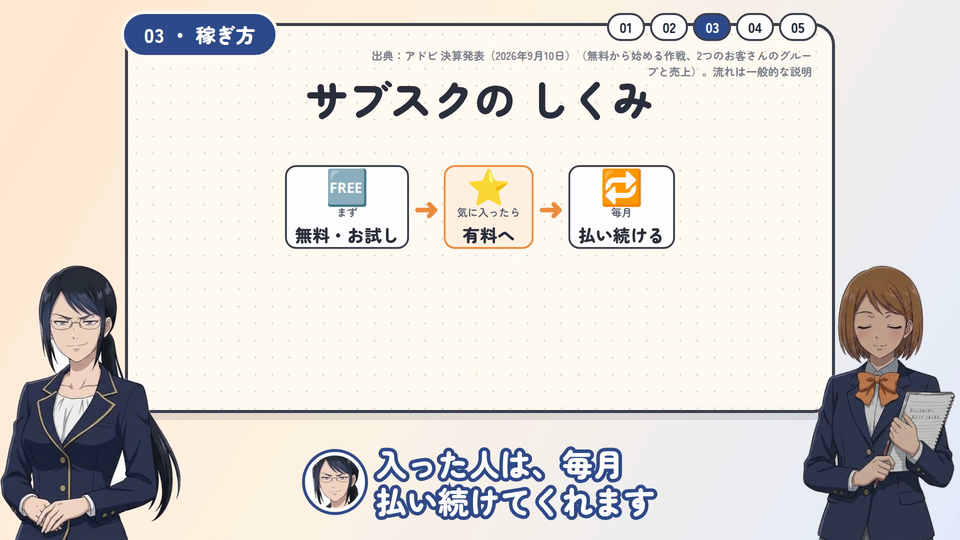 03 ・ 稼ぎ方
01 02 03 04 05
出典：アドビ 決算発表（2026年9月10日）（無料から始める作戦、2つのお客さんのグルー
プと売上）。流れは一般的な説明
サブスクの しくみ
FREE
まず
無料・お試し
気に入ったら
有料へ
毎月
払い続ける
入った人は、毎月
払い続けてくれます